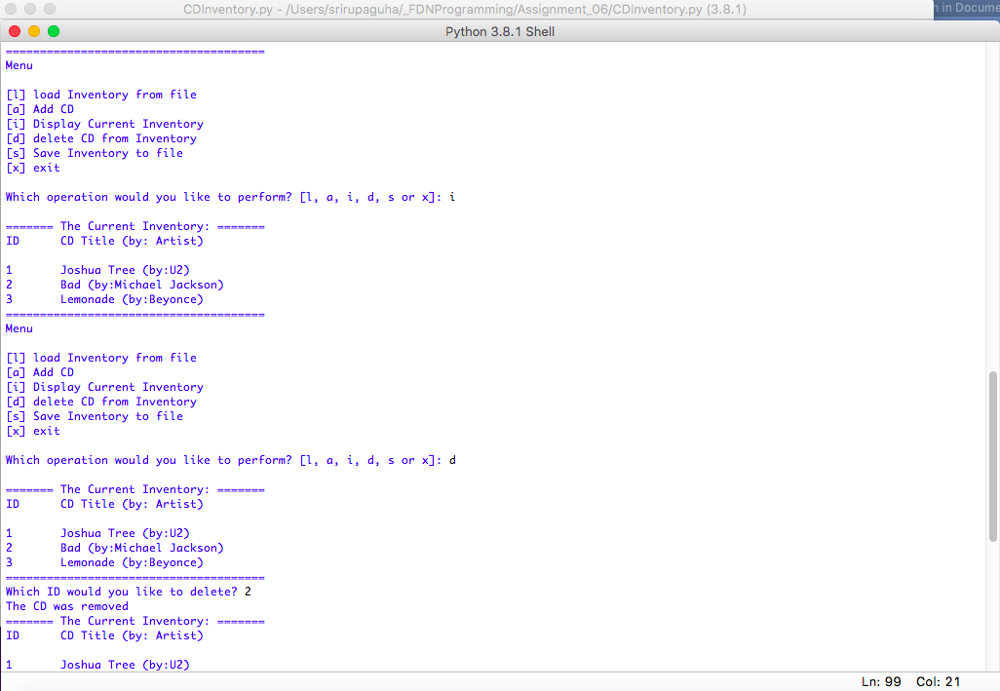 CDInventory.py - /Users/srirupaguha/_FDNProgramming/Assignment_06/CDInventory.py (3.8.1)
in Docume
Python 3.8.1 Shell
======================================
Menu
[l] load Inventory from file
[a] Add CD
[i] Display Current Inventory
[d] delete CD from Inventory
[s] Save Inventory to file
[x] exit
Which operation would you like to perform? [l, a, i, d, s or x]: i
======= The Current Inventory: =======
ID      CD Title (by: Artist)
1       Joshua Tree (by:U2)
2       Bad (by:Michael Jackson)
3       Lemonade (by:Beyonce)
======================================
Menu
[l] load Inventory from file
[a] Add CD
[i] Display Current Inventory
[d] delete CD from Inventory
[s] Save Inventory to file
[x] exit
Which operation would you like to perform? [l, a, i, d, s or x]: d
======= The Current Inventory: =======
ID      CD Title (by: Artist)
1       Joshua Tree (by:U2)
2       Bad (by:Michael Jackson)
3       Lemonade (by:Beyonce)
======================================
Which ID would you like to delete? 2
The CD was removed
======= The Current Inventory: =======
ID      CD Title (by: Artist)
1       Joshua Tree (by:U2)
Ln: 99 Col: 21